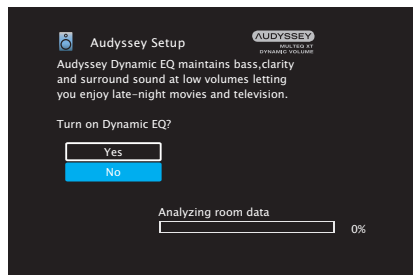 Audyssey Setup
AUDYSSEY
MULTEQ XT
DYNAMIC VOLUME
Audyssey Dynamic EQ maintains bass,clarity
and surround sound at low volumes letting
you enjoy late-night movies and television.
Turn on Dynamic EQ?
Yes
No
Analyzing room data
0%